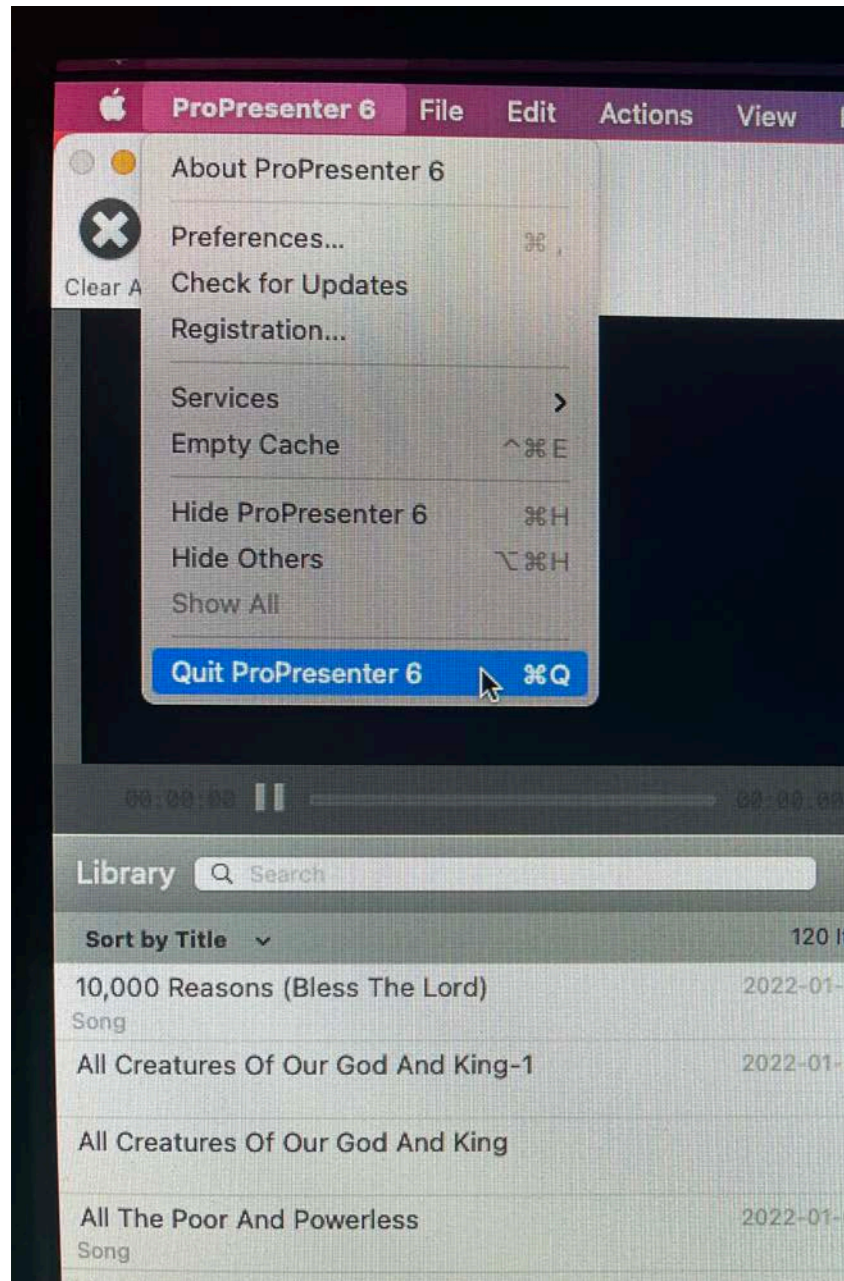 ProPresenter 6 File Edit Actions View
About ProPresenter 6
Preferences... ⌘ ,
Clear A
Check for Updates
Registration...
Services
Empty Cache ^⌘E
Hide ProPresenter 6 ⌘H
Hide Others ⌥⌘H
Show All
Quit ProPresenter 6 ⌘Q
00:00:00 00:00:00
Library Search
Sort by Title 120 It
10,000 Reasons (Bless The Lord) 2022-01-
Song
All Creatures Of Our God And King-1 2022-01-
All Creatures Of Our God And King
All The Poor And Powerless 2022-01-
Song